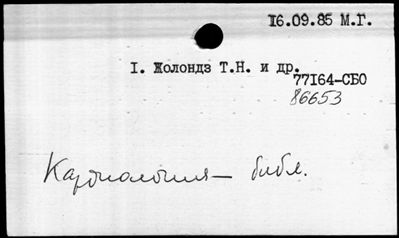 16.09.85 М.Г.
I. Жолондз Т.Н. и др.
77164-СБО
86653
Кардиология — библ.